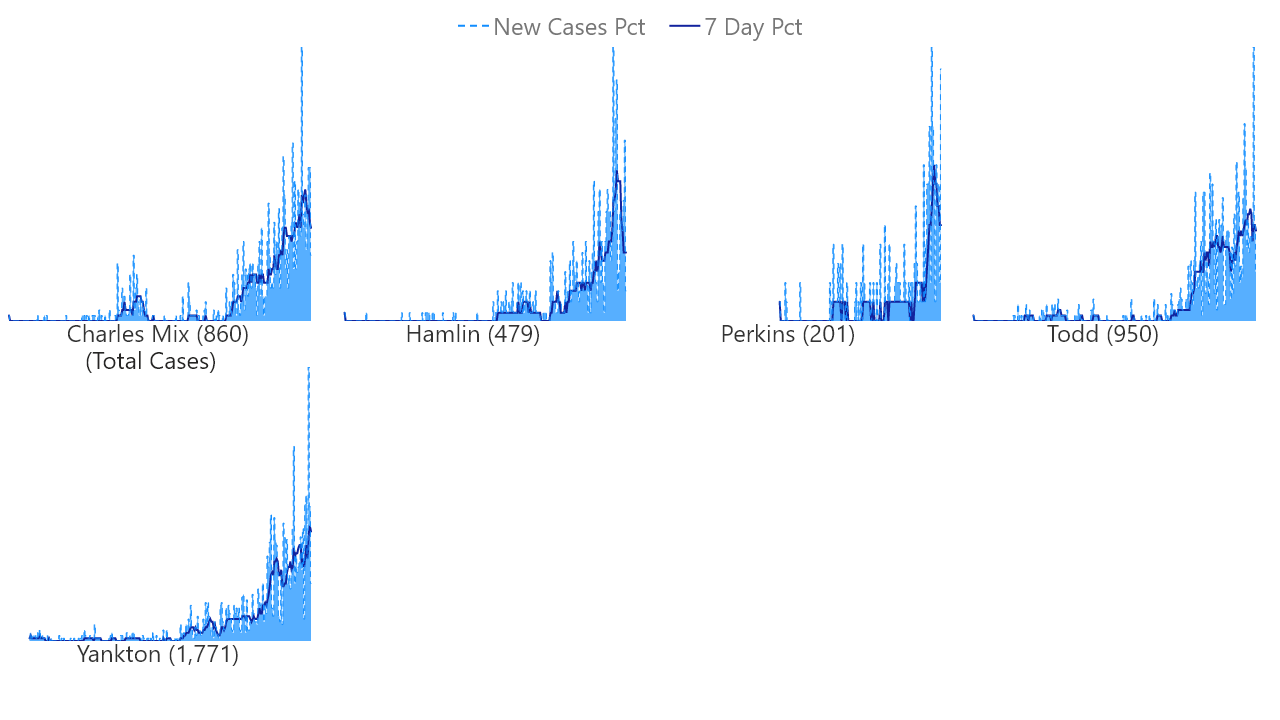 New Cases Pct 7 Day Pct
Charles Mix (860)
(Total Cases)
Hamlin (479)
Perkins (201)
Todd (950)
Yankton (1,771)